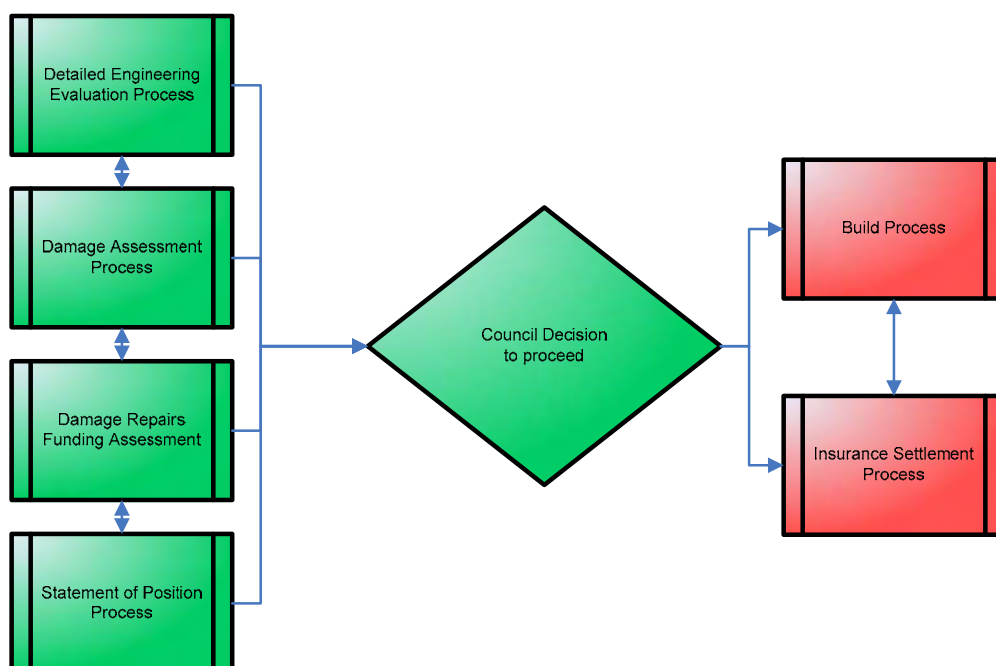 Detailed Engineering
Evaluation Process
Damage Assessment
Process
Damage Repairs
Funding Assessment
Statement of Position
Process
Council Decision
to proceed
Build Process
Insurance Settlement
Process